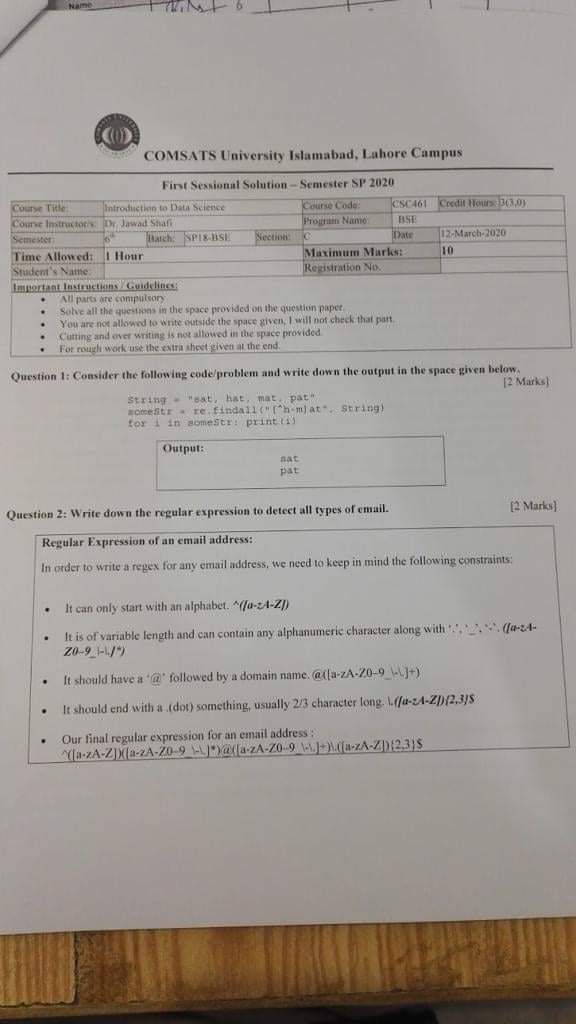 Name
COMSATS University Islamabad, Lahore Campus
First Sessional Solution – Semester SP 2020
Course Title: Introduction to Data Science Course Code: CSC461 Credit Hours: 3(3,0)
Course Instructor/s: Dr. Jawad Shafi Program Name: BSE
Semester: 6th Batch: SP18-BSE Section: C Date 12-March-2020
Time Allowed: 1 Hour Maximum Marks: 10
Student's Name: Registration No.
Important Instructions / Guidelines:
• All parts are compulsory
• Solve all the questions in the space provided on the question paper.
• You are not allowed to write outside the space given, I will not check that part.
• Cutting and over writing is not allowed in the space provided.
• For rough work use the extra sheet given at the end.
Question 1: Consider the following code/problem and write down the output in the space given below.
[2 Marks]
String = "sat, hat, mat, pat"
someStr = re.findall("[^h-m]at", String)
for i in someStr: print(i)
Output:
sat
pat
Question 2: Write down the regular expression to detect all types of email. [2 Marks]
Regular Expression of an email address:
In order to write a regex for any email address, we need to keep in mind the following constraints:
• It can only start with an alphabet. ^([a-zA-Z])
• It is of variable length and can contain any alphanumeric character along with '.', '_', '-'. ([a-zA-
Z0-9_\-\.]*)
• It should have a '@' followed by a domain name. @([a-zA-Z0-9_\-\.]+)
• It should end with a .(dot) something, usually 2/3 character long. \.([a-zA-Z]){2,3}$
• Our final regular expression for an email address :
^([a-zA-Z])([a-zA-Z0-9_\-\.]*)@([a-zA-Z0-9_\-\.]+)\.([a-zA-Z]){2,3}$